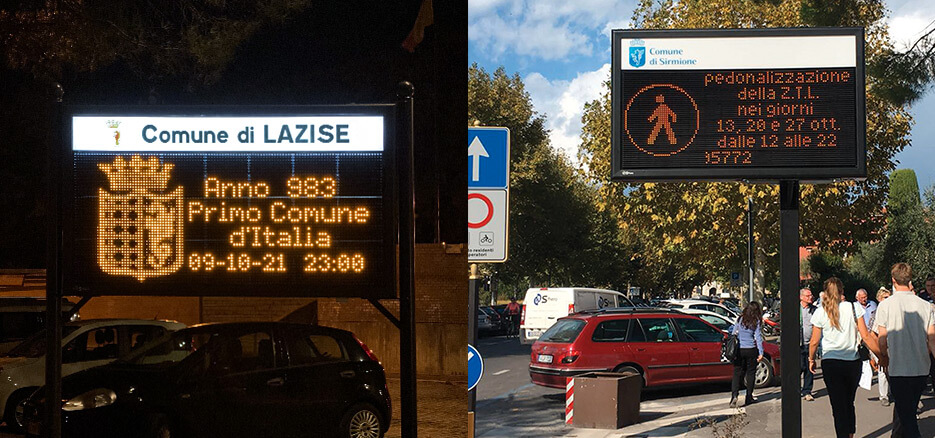 Comune di LAZISE
Anno 983
Primo Comune
d'Italia
09-10-21 23:00
Comune
di Sirmione
pedonalizzazione
della Z.T.L.
nei giorni
13, 20 e 27 ott.
dalle 12 alle 22
95772